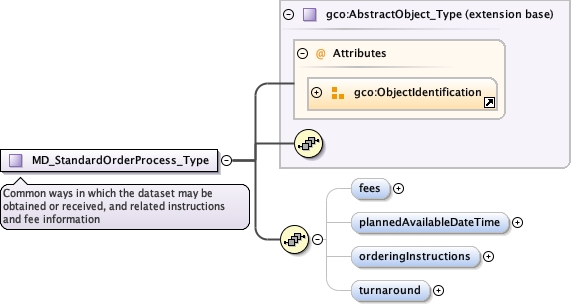 gco:AbstractObject_Type (extension base)
@ Attributes
gco:ObjectIdentification
MD_StandardOrderProcess_Type
Common ways in which the dataset may be
obtained or received, and related instructions
and fee information
fees
plannedAvailableDateTime
orderingInstructions
turnaround